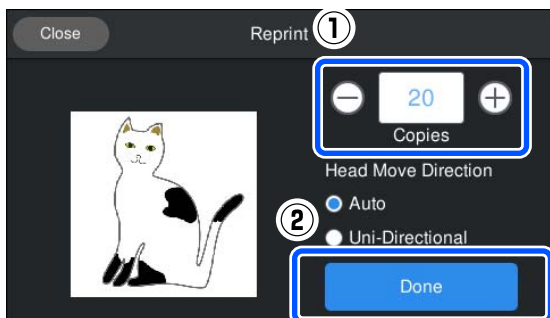 Close
Reprint
①
20
Copies
Head Move Direction
Auto
②
Uni-Directional
Done